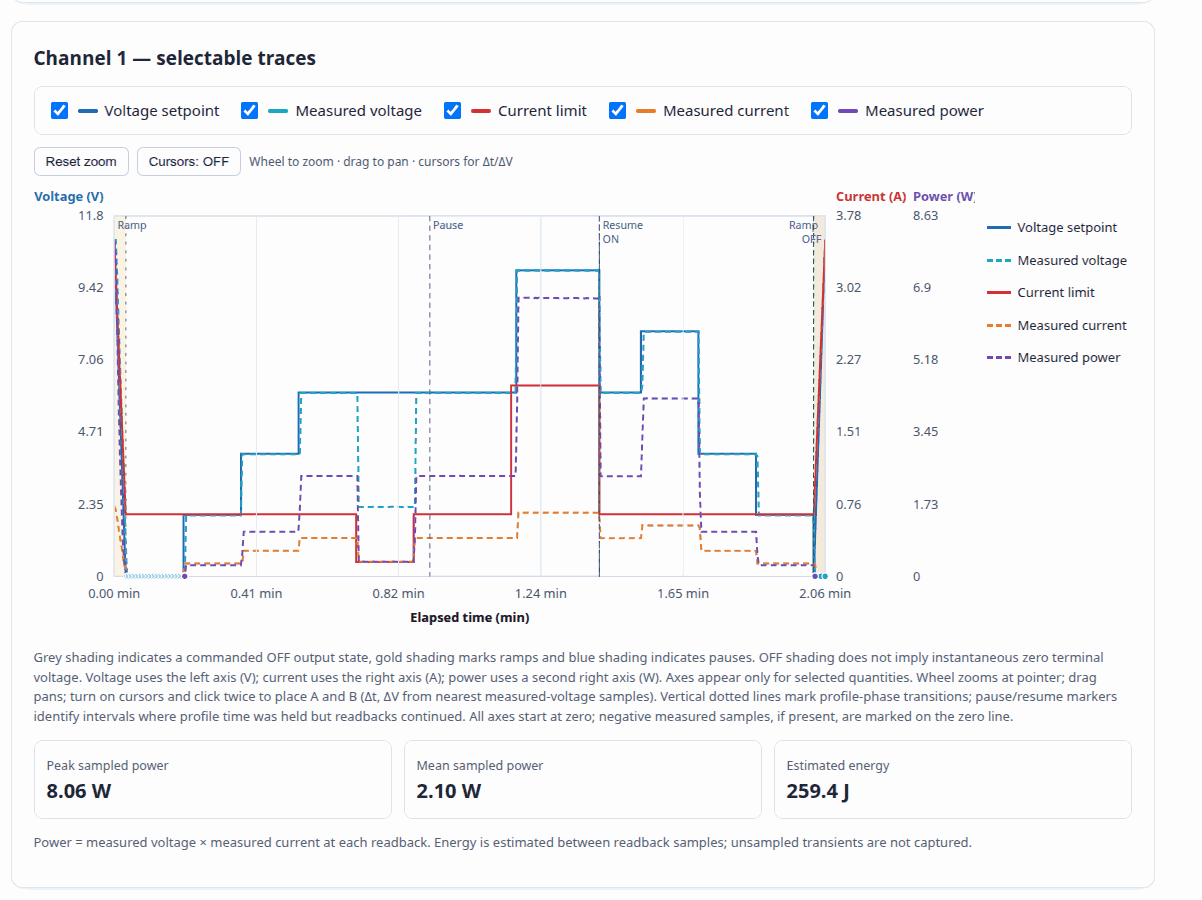 Channel 1 — selectable traces
Voltage setpoint Measured voltage Current limit Measured current Measured power
Reset zoom Cursors: OFF Wheel to zoom · drag to pan · cursors for Δt/ΔV
Voltage (V) Current (A) Power (W)
11.8 Ramp Pause Resume Ramp 3.78 8.63
ON OFF
Voltage setpoint
Measured voltage
9.42 3.02 6.9
Current limit
Measured current
7.06 2.27 5.18
Measured power
4.71 1.51 3.45
2.35 0.76 1.73
0 0 0
0.00 min 0.41 min 0.82 min 1.24 min 1.65 min 2.06 min
Elapsed time (min)
Grey shading indicates a commanded OFF output state, gold shading marks ramps and blue shading indicates pauses. OFF shading does not imply instantaneous zero terminal
voltage. Voltage uses the left axis (V); current uses the right axis (A); power uses a second right axis (W). Axes appear only for selected quantities. Wheel zooms at pointer; drag
pans; turn on cursors and click twice to place A and B (Δt, ΔV from nearest measured-voltage samples). Vertical dotted lines mark profile-phase transitions; pause/resume markers
identify intervals where profile time was held but readbacks continued. All axes start at zero; negative measured samples, if present, are marked on the zero line.
Peak sampled power Mean sampled power Estimated energy
8.06 W 2.10 W 259.4 J
Power = measured voltage × measured current at each readback. Energy is estimated between readback samples; unsampled transients are not captured.